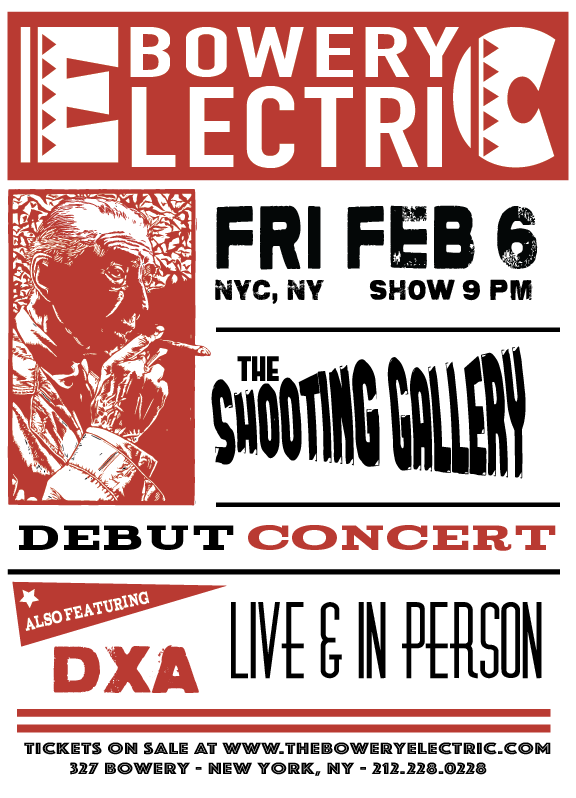 BOWERY
ELECTRIC
FRI FEB 6
NYC, NY SHOW 9 PM
THE
SHOOTING GALLERY
DEBUT CONCERT
ALSO FEATURING
DXA
LIVE & IN PERSON
TICKETS ON SALE AT WWW.THEBOWERYELECTRIC.COM
327 BOWERY - NEW YORK, NY - 212.228.0228